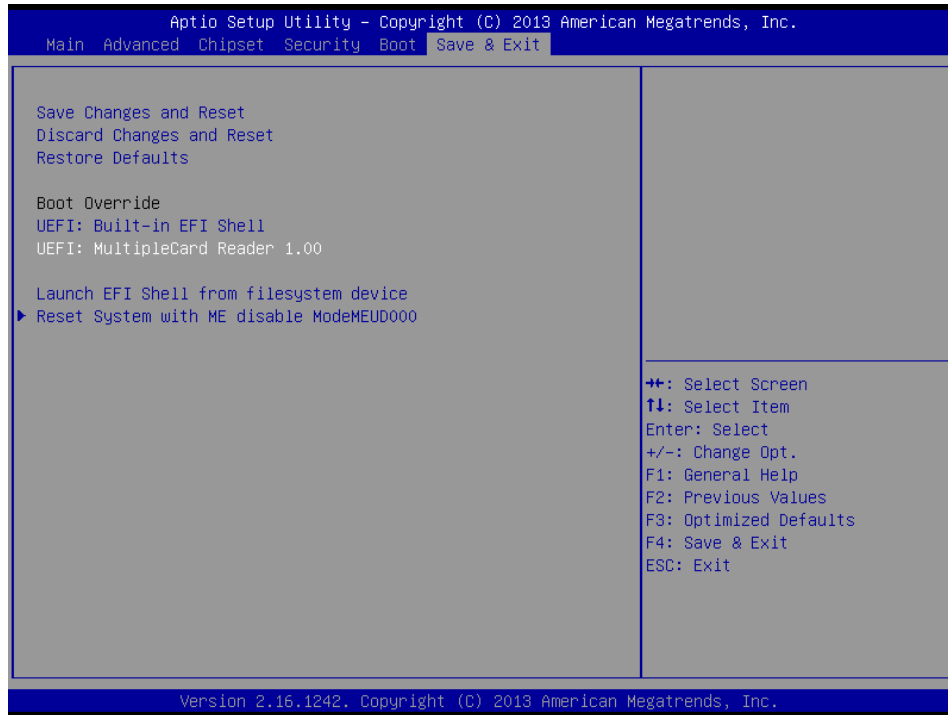 Aptio Setup Utility – Copyright (C) 2013 American Megatrends, Inc.
Main Advanced Chipset Security Boot Save & Exit
Save Changes and Reset
Discard Changes and Reset
Restore Defaults
Boot Override
UEFI: Built-in EFI Shell
UEFI: MultipleCard Reader 1.00
Launch EFI Shell from filesystem device
▶ Reset System with ME disable ModeMEUD000
→←: Select Screen
↑↓: Select Item
Enter: Select
+/-: Change Opt.
F1: General Help
F2: Previous Values
F3: Optimized Defaults
F4: Save & Exit
ESC: Exit
Version 2.16.1242. Copyright (C) 2013 American Megatrends, Inc.